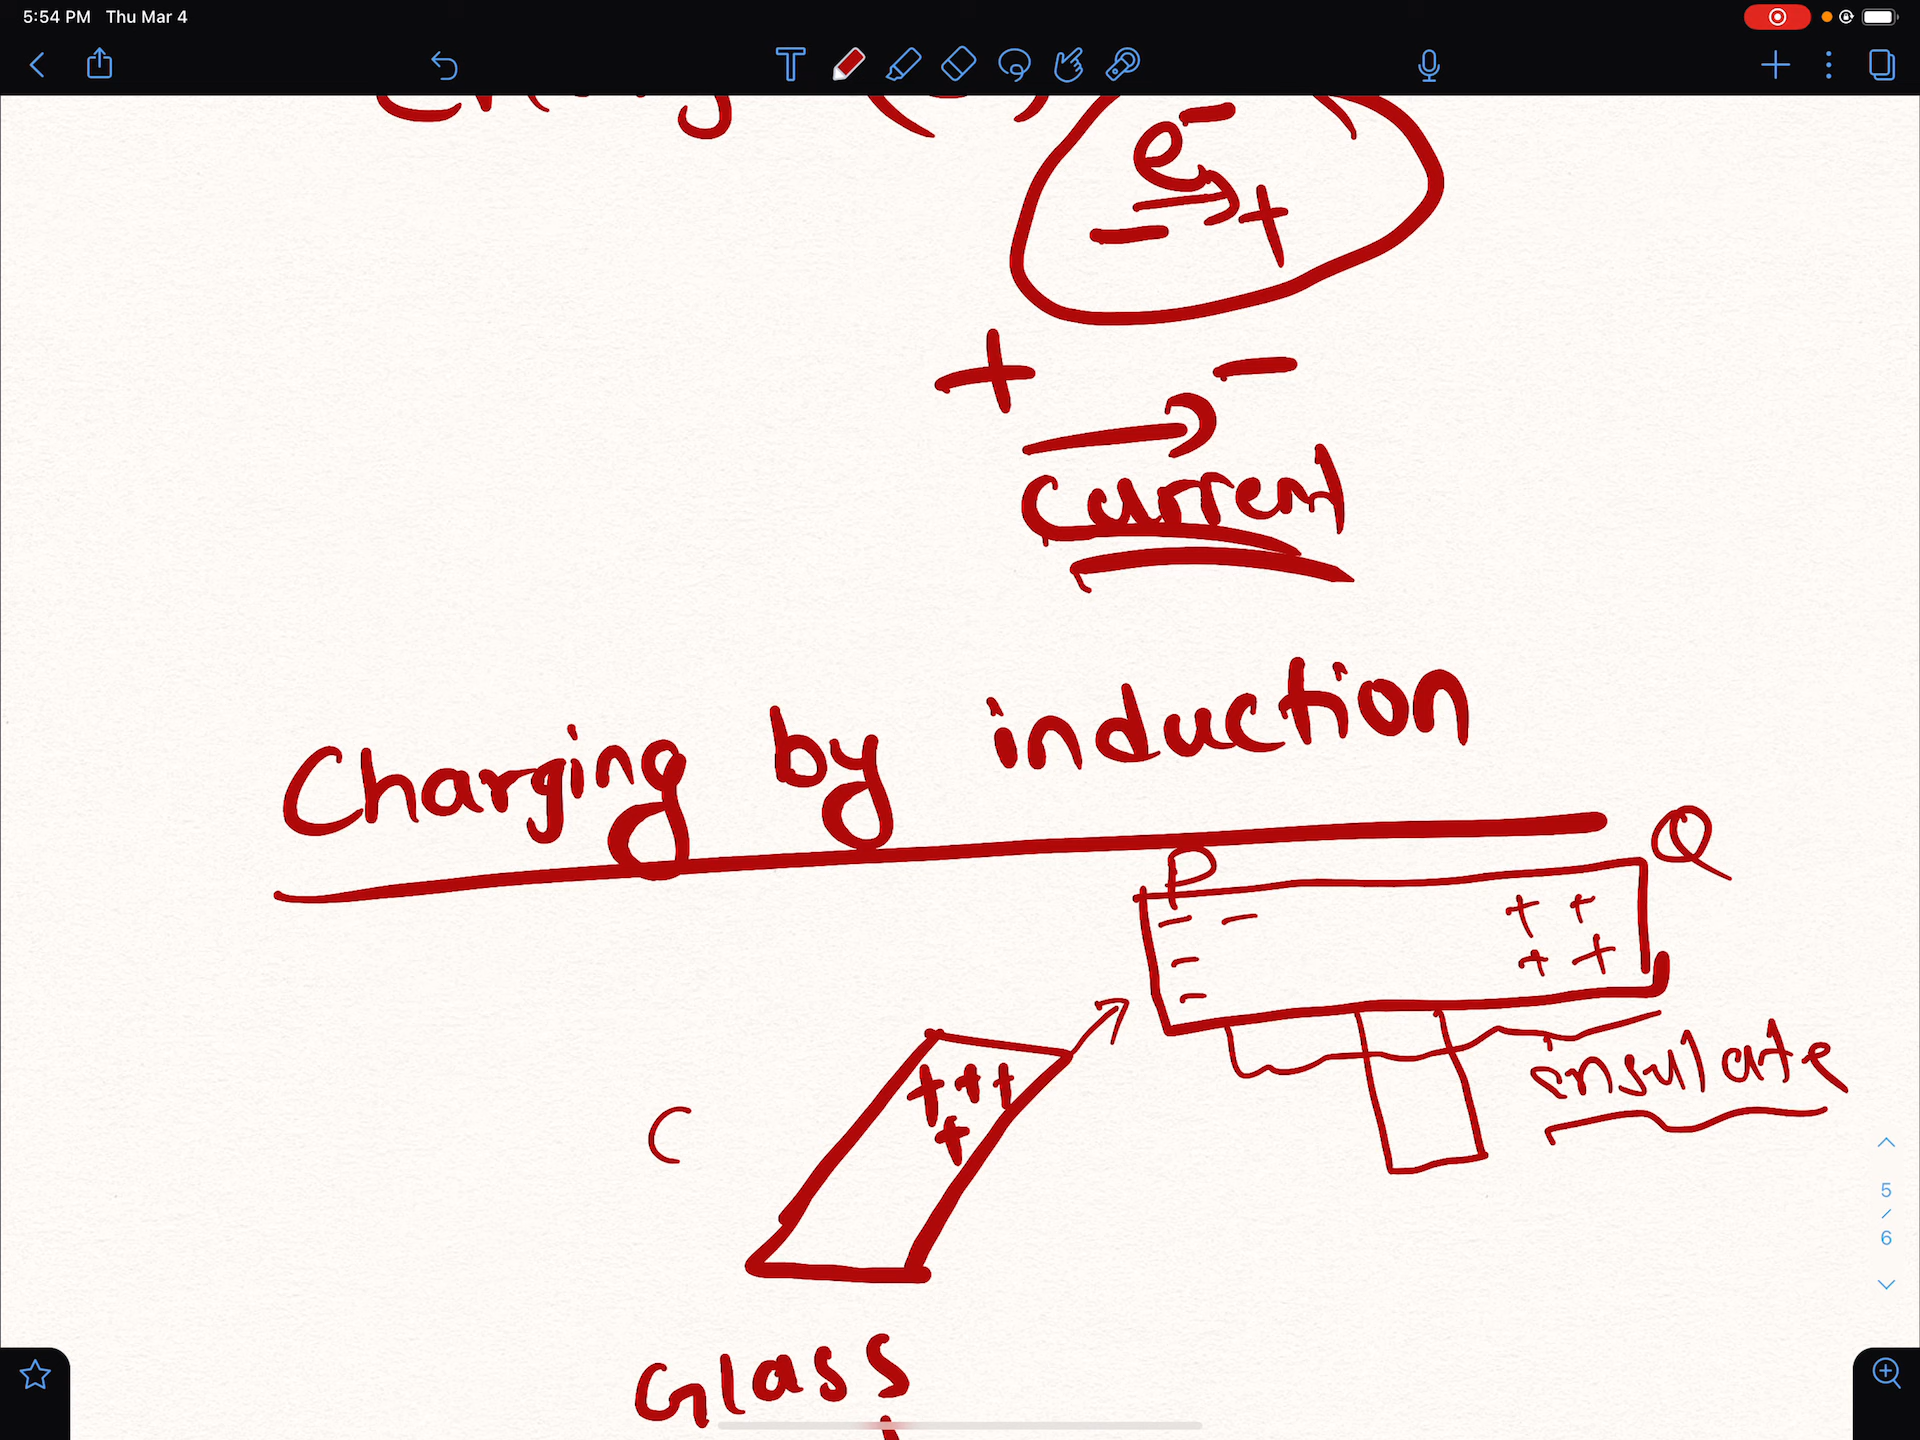 5:54 PM Thu Mar 4
e⁻
− +
+ −
Current
Charging by induction
P Q
− − + +
− + +
−
insulate
+ + +
+
C
Glass
5
/
6